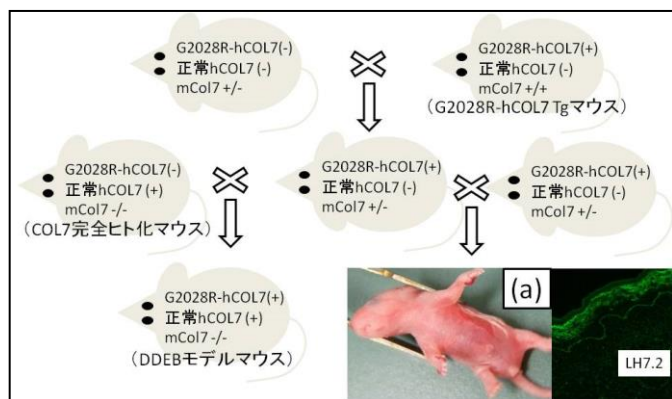 G2028R-hCOL7(-)
正常hCOL7 (-)
mCol7 +/-
G2028R-hCOL7(+)
正常hCOL7 (-)
mCol7 +/+
(G2028R-hCOL7 Tgマウス)
G2028R-hCOL7(-)
正常hCOL7 (+)
mCol7 -/-
(COL7完全ヒト化マウス)
G2028R-hCOL7(+)
正常hCOL7 (-)
mCol7 +/-
G2028R-hCOL7(+)
正常hCOL7 (-)
mCol7 +/-
G2028R-hCOL7(+)
正常hCOL7 (+)
mCol7 -/-
(DDEBモデルマウス)
(a)
LH7.2